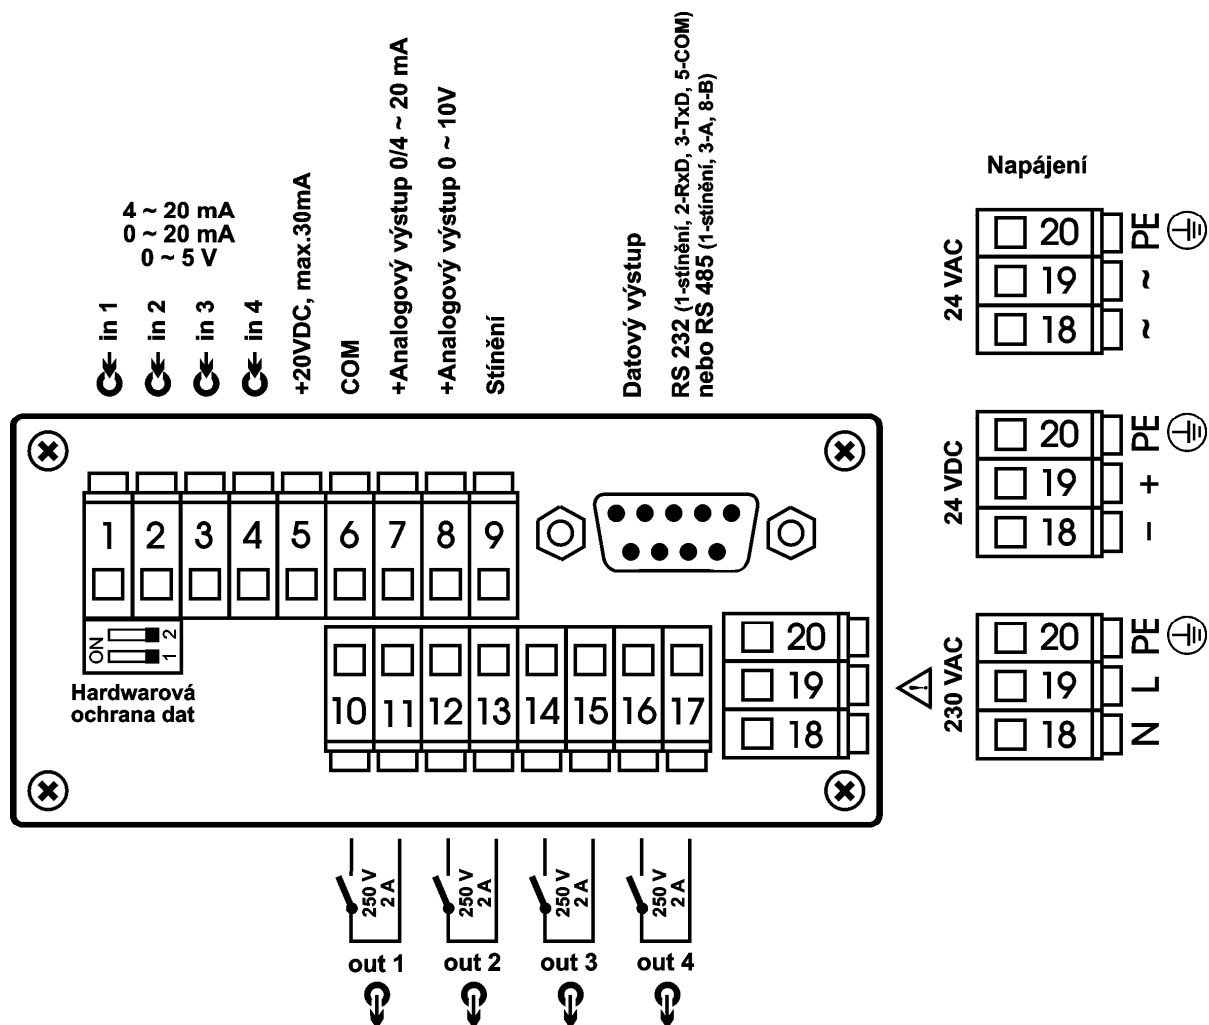 4 ~ 20 mA
0 ~ 20 mA
0 ~ 5 V
in 1
in 2
in 3
in 4
+20VDC, max.30mA
COM
+Analogový výstup 0/4 ~ 20 mA
+Analogový výstup 0 ~ 10V
Stínění
Datový výstup
RS 232 (1-stínění, 2-RxD, 3-TxD, 5-COM)
nebo RS 485 (1-stínění, 3-A, 8-B)
1 2 3 4 5 6 7 8 9
ON
2
1
Hardwarová
ochrana dat
10 11 12 13 14 15 16 17
20
19
18
250 V
2 A
250 V
2 A
250 V
2 A
250 V
2 A
out 1 out 2 out 3 out 4
Napájení
24 VAC
20 PE
19 ~
18 ~
24 VDC
20 PE
19 +
18 –
230 VAC
20 PE
19 L
18 N